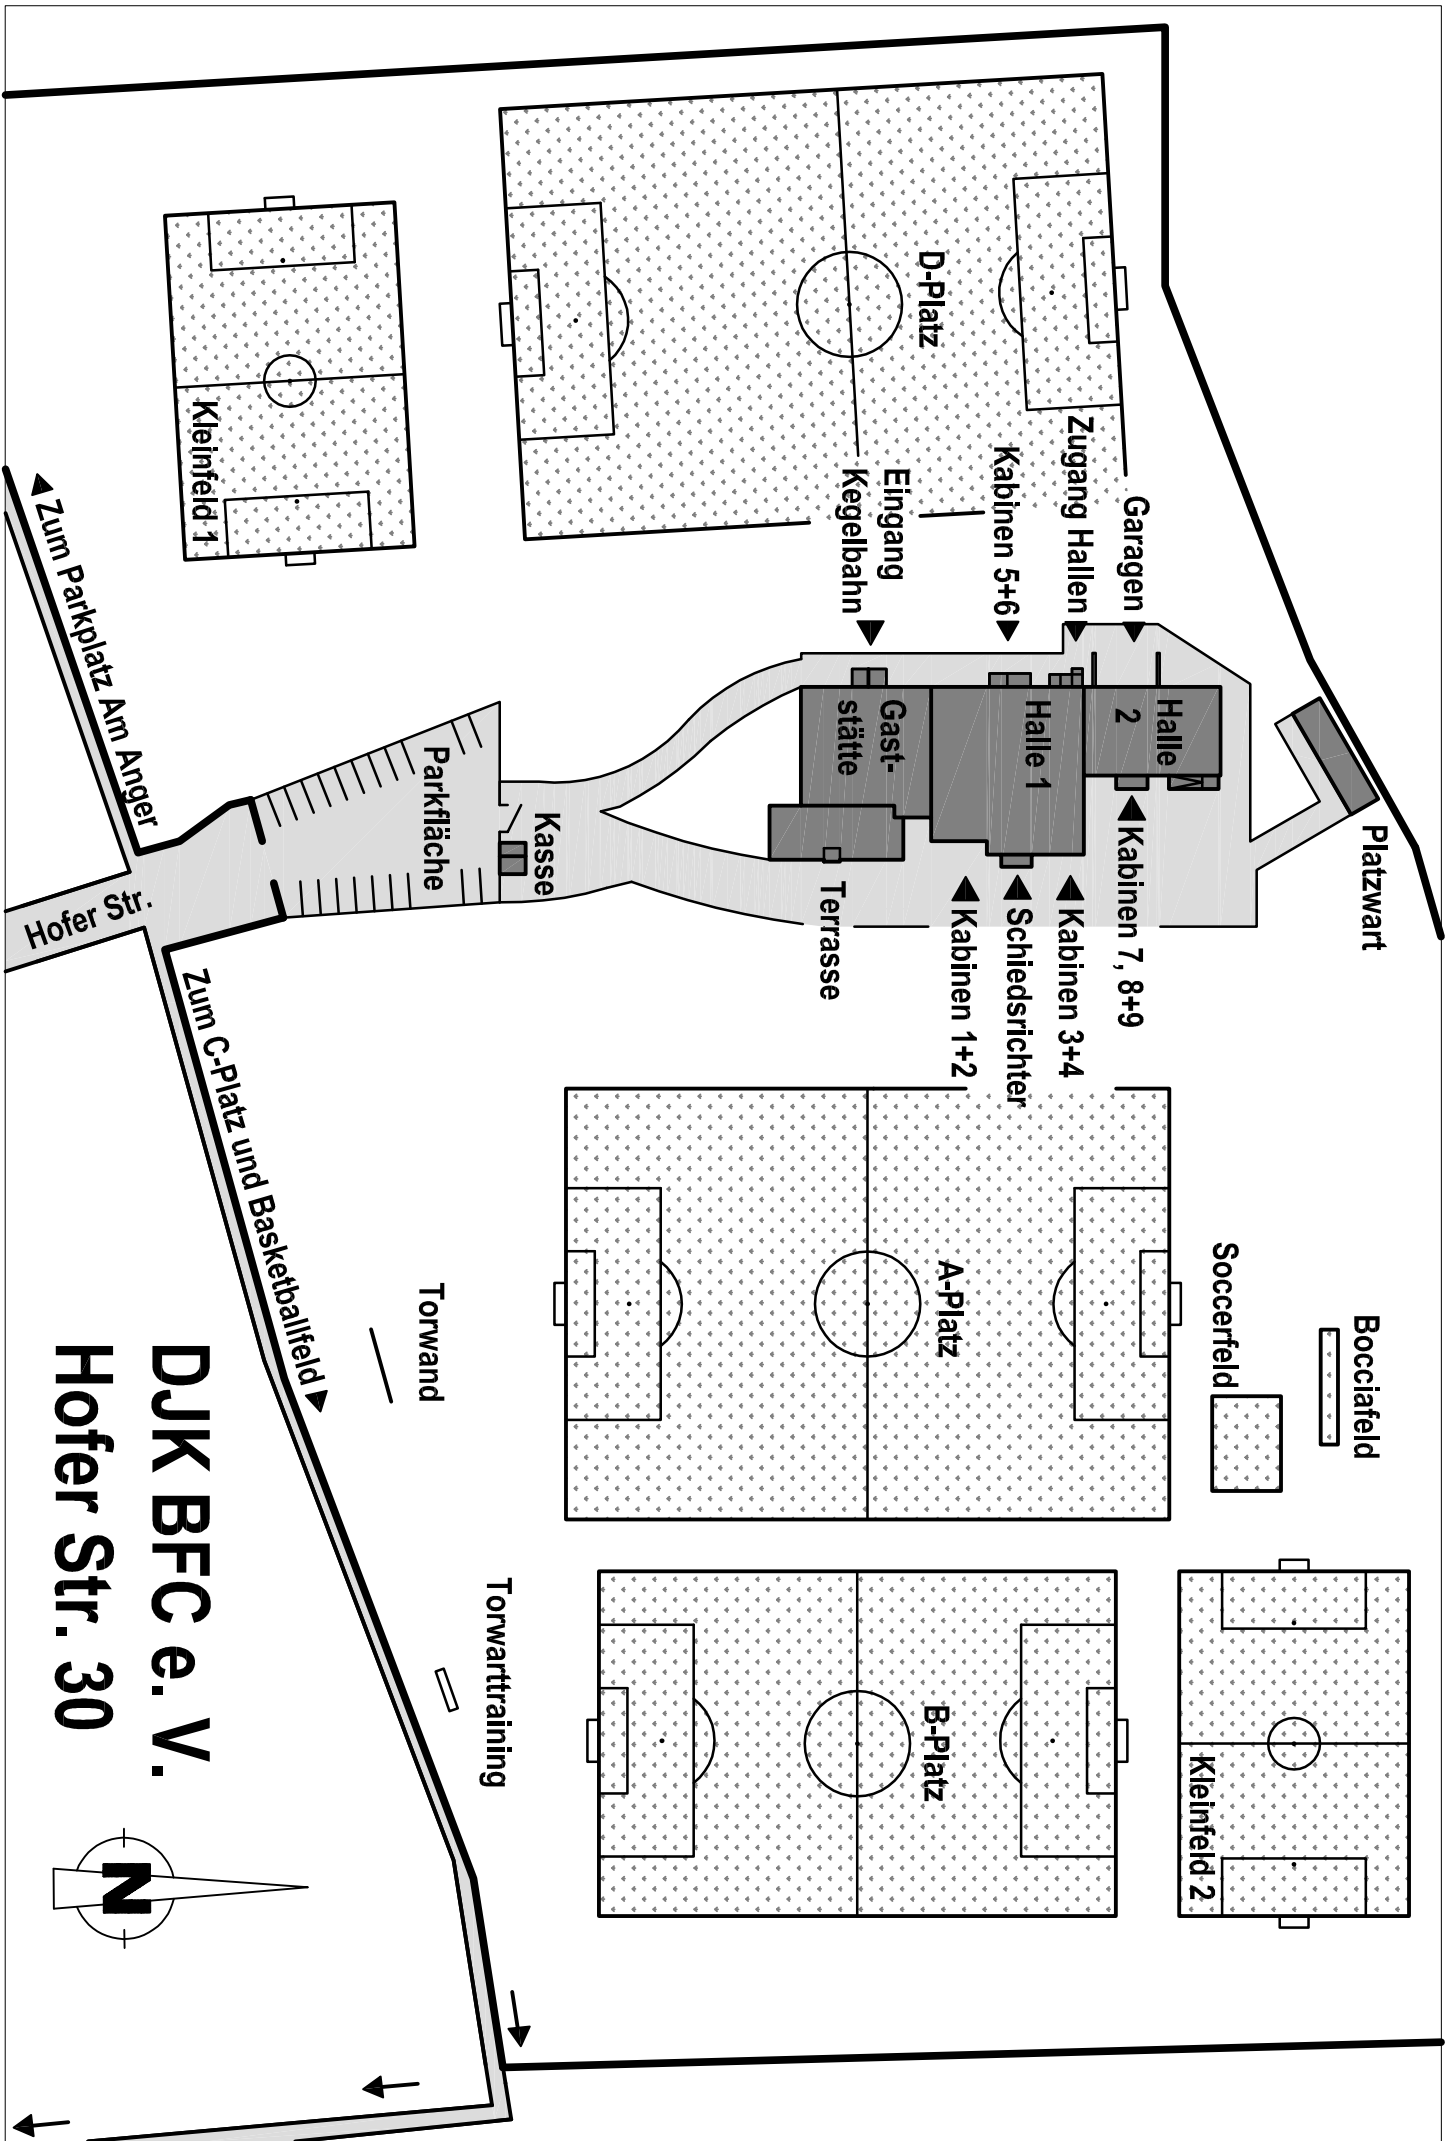 D-Platz
Kleinfeld 1
Garagen
Zugang Hallen
Kabinen 5+6
Eingang
Kegelbahn
Platzwart
Halle
2
Halle 1
Gast-
stätte
Kabinen 7, 8+9
Kabinen 3+4
Schiedsrichter
Kabinen 1+2
Terrasse
Kasse
Parkfläche
Zum Parkplatz Am Anger
Hofer Str.
Zum C-Platz und Basketballfeld
A-Platz
Soccerfeld
Bocciafeld
Torwand
B-Platz
Kleinfeld 2
Torwarttraining
DJK BFC e. V.
Hofer Str. 30
N